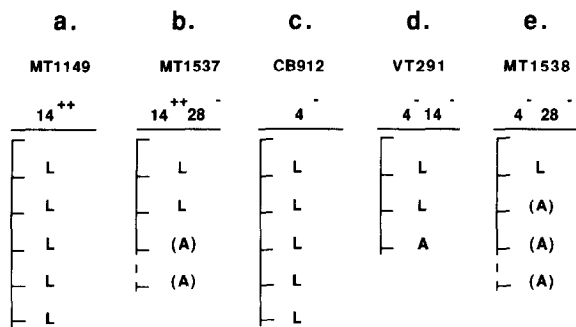 a. b. c. d. e.
MT1149 MT1537 CB912 VT291 MT1538
14++ 14++28- 4- 4-14- 4-28-
L L L L L
L L L L (A)
L (A) L A (A)
L (A) L (A)
L L